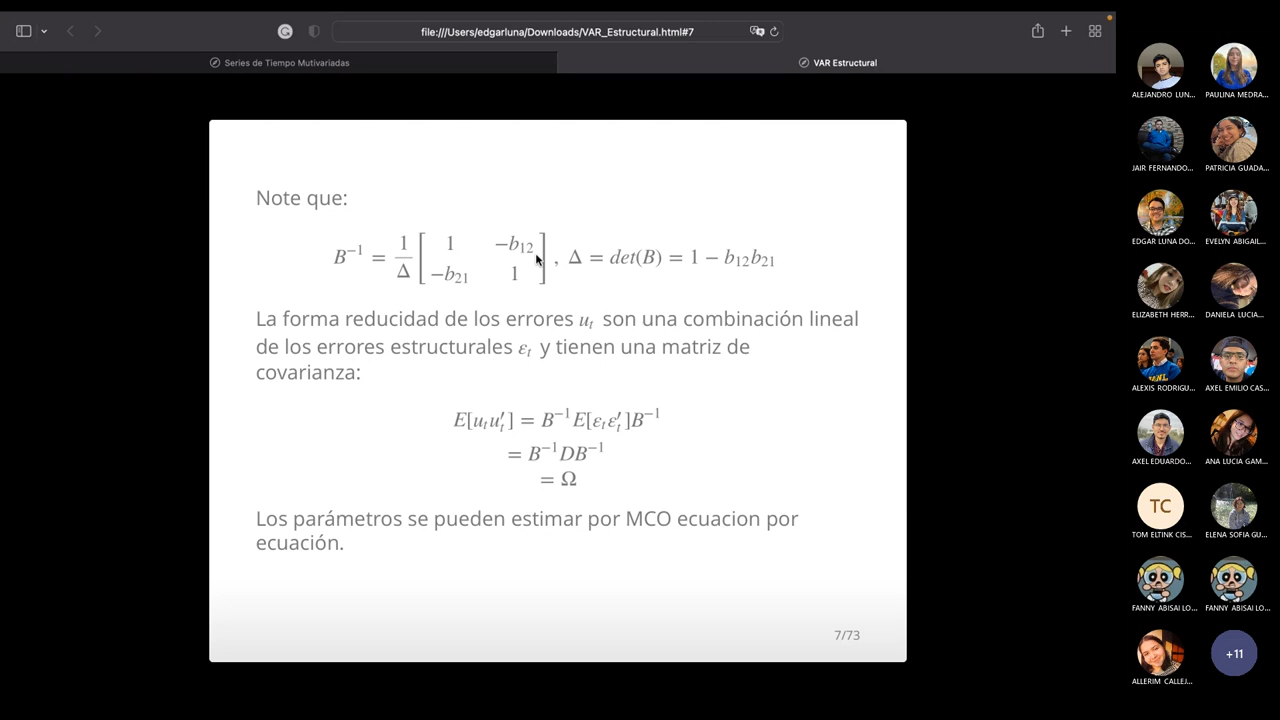 file:///Users/edgarluna/Downloads/VAR_Estructural.html#7
Series de Tiempo Mutivariadas
VAR Estructural
Note que:
B⁻¹ = 1/Δ [ 1 −b₁₂ ; −b₂₁ 1 ] , Δ = det(B) = 1 − b₁₂b₂₁
La forma reducidad de los errores uₜ son una combinación lineal
de los errores estructurales εₜ y tienen una matriz de
covarianza:
E[uₜu′ₜ] = B⁻¹E[εₜε′ₜ]B⁻¹
= B⁻¹DB⁻¹
= Ω
Los parámetros se pueden estimar por MCO ecuacion por
ecuación.
7/73
ALEJANDRO LUN...
PAULINA MEDRA...
JAIR FERNANDO...
PATRICIA GUADA...
EDGAR LUNA DO...
EVELYN ABIGAIL...
ELIZABETH HERR...
DANIELA LUCIA...
ALEXIS RODRIGU...
AXEL EMILIO CAS...
AXEL EDUARDO...
ANA LUCIA GAM...
TC
TOM ELTINK CIS...
ELENA SOFIA GU...
FANNY ABISAI LO...
FANNY ABISAI LO...
ALLERIM CALLEJ...
+11